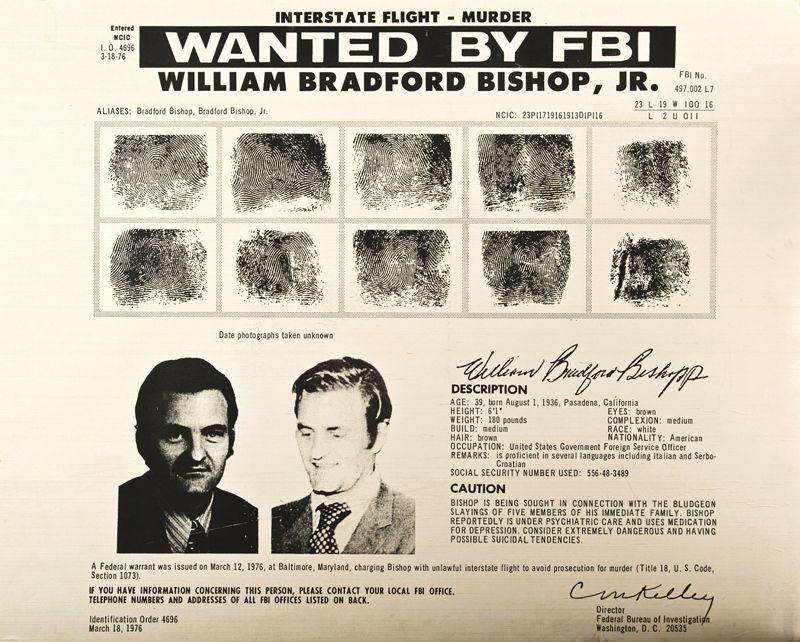 INTERSTATE FLIGHT - MURDER
Entered
NCIC
I. O. 4696
3-18-76
WANTED BY FBI
WILLIAM BRADFORD BISHOP, JR.
FBI No.
497,002 L7
ALIASES: Bradford Bishop, Bradford Bishop, Jr.
23 L 19 W IOO 16
NCIC: 23PI1719161913DIPI16
L 2 U OII
Date photographs taken unknown
William Bradford Bishop Jr
DESCRIPTION
AGE: 39, born August 1, 1936, Pasadena, California
HEIGHT: 6'1" EYES: brown
WEIGHT: 180 pounds COMPLEXION: medium
BUILD: medium RACE: white
HAIR: brown NATIONALITY: American
OCCUPATION: United States Government Foreign Service Officer
REMARKS: is proficient in several languages including Italian and Serbo-
Croatian
SOCIAL SECURITY NUMBER USED: 556-48-3489
CAUTION
BISHOP IS BEING SOUGHT IN CONNECTION WITH THE BLUDGEON
SLAYINGS OF FIVE MEMBERS OF HIS IMMEDIATE FAMILY. BISHOP
REPORTEDLY IS UNDER PSYCHIATRIC CARE AND USES MEDICATION
FOR DEPRESSION. CONSIDER EXTREMELY DANGEROUS AND HAVING
POSSIBLE SUICIDAL TENDENCIES.
A Federal warrant was issued on March 12, 1976, at Baltimore, Maryland, charging Bishop with unlawful interstate flight to avoid prosecution for murder (Title 18, U. S. Code,
Section 1073).
IF YOU HAVE INFORMATION CONCERNING THIS PERSON, PLEASE CONTACT YOUR LOCAL FBI OFFICE.
TELEPHONE NUMBERS AND ADDRESSES OF ALL FBI OFFICES LISTED ON BACK.
CMKelley
Director
Federal Bureau of Investigation
Washington, D. C. 20535
Identification Order 4696
March 18, 1976